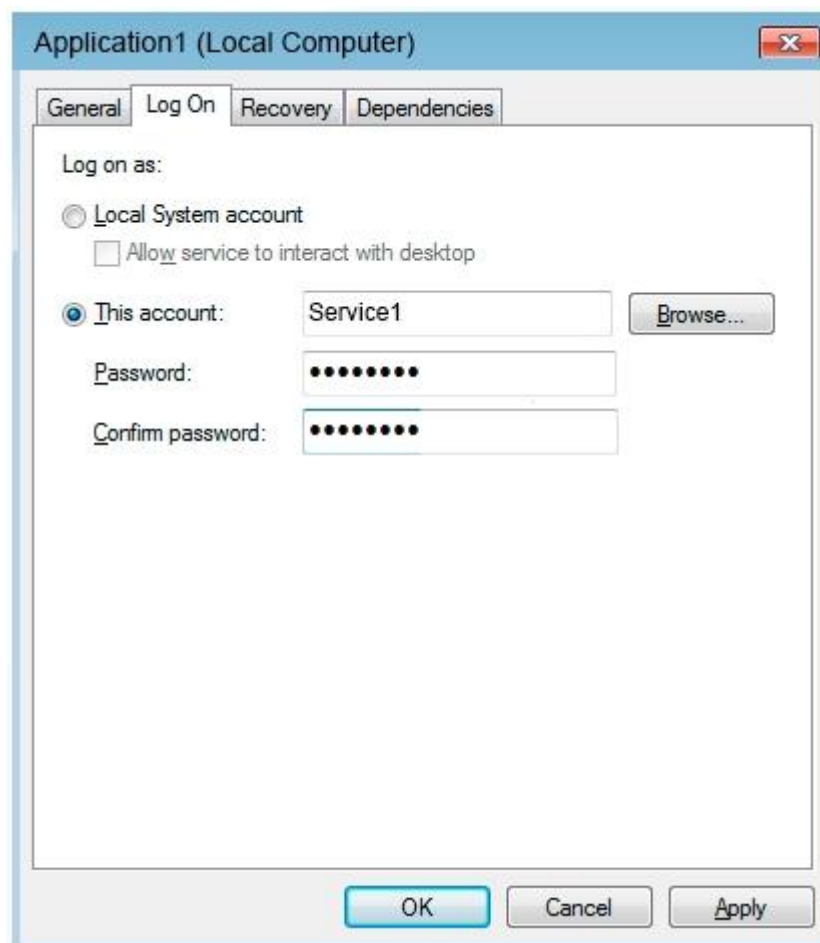 Application1 (Local Computer)
General Log On Recovery Dependencies
Log on as:
Local System account
Allow service to interact with desktop
This account: Service1 Browse...
Password: ●●●●●●●●
Confirm password: ●●●●●●●●
OK Cancel Apply